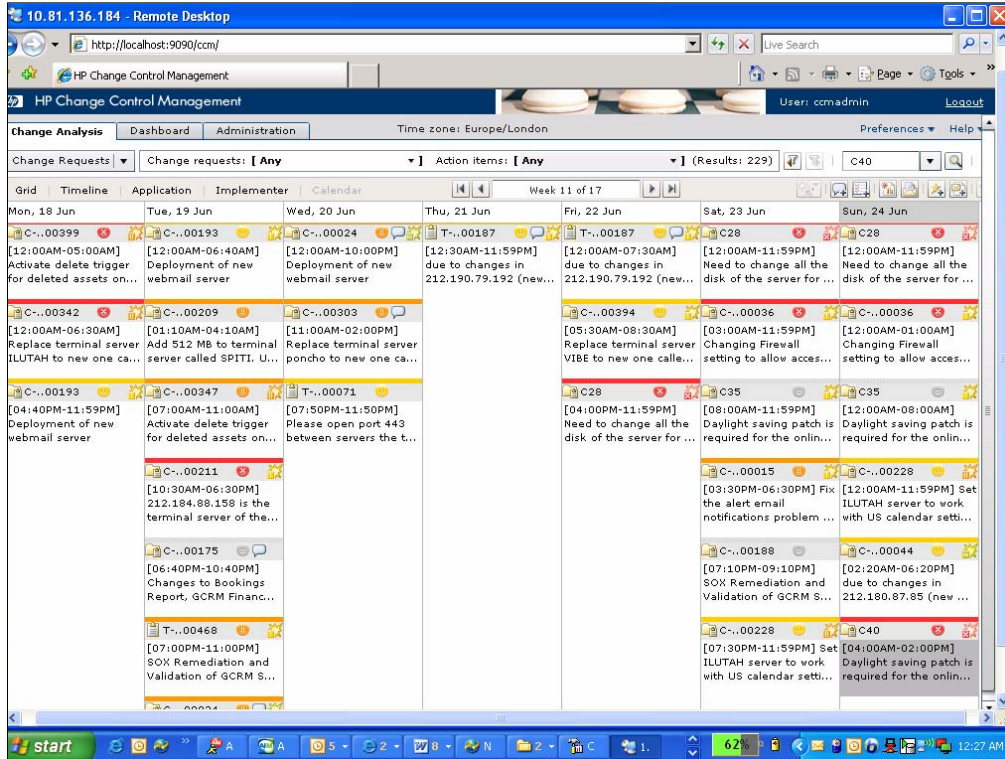 10.81.136.184 - Remote Desktop
http://localhost:9090/ccm/
Live Search
HP Change Control Management
Page
Tools
»
HP Change Control Management
User: ccmadmin
Logout
Change Analysis
Dashboard
Administration
Time zone: Europe/London
Preferences
Help
Change Requests
Change requests: [ Any ]
Action items: [ Any ]
(Results: 229)
C40
Grid
Timeline
Application
Implementer
Calendar
Week 11 of 17
Mon, 18 Jun
C-..00399
[12:00AM-05:00AM]
Activate delete trigger
for deleted assets on...
C-..00342
[12:00AM-06:30AM]
Replace terminal server
ILUTAH to new one ca...
C-..00193
[04:40PM-11:59PM]
Deployment of new
webmail server
Tue, 19 Jun
C-..00193
[12:00AM-06:40AM]
Deployment of new
webmail server
C-..00209
[01:10AM-04:10AM]
Add 512 MB to terminal
server called SPITI. U...
C-..00347
[07:00AM-11:00AM]
Activate delete trigger
for deleted assets on...
C-..00211
[10:30AM-06:30PM]
212.184.88.158 is the
terminal server of the...
C-..00175
[06:40PM-10:40PM]
Changes to Bookings
Report, GCRM Financ...
T-..00468
[07:00PM-11:00PM]
SOX Remediation and
Validation of GCRM S...
Wed, 20 Jun
C-..00024
[12:00AM-10:00PM]
Deployment of new
webmail server
C-..00303
[11:00AM-02:00PM]
Replace terminal server
poncho to new one ca...
T-..00071
[07:50PM-11:50PM]
Please open port 443
between servers the t...
Thu, 21 Jun
T-..00187
[12:30AM-11:59PM]
due to changes in
212.190.79.192 (new...
Fri, 22 Jun
T-..00187
[12:00AM-07:30AM]
due to changes in
212.190.79.192 (new...
C-..00394
[05:30AM-08:30AM]
Replace terminal server
VIBE to new one calle...
C28
[04:00PM-11:59PM]
Need to change all the
disk of the server for ...
Sat, 23 Jun
C28
[12:00AM-11:59PM]
Need to change all the
disk of the server for ...
C-..00036
[03:00AM-11:59PM]
Changing Firewall
setting to allow acces...
C35
[08:00AM-11:59PM]
Daylight saving patch is
required for the onlin...
C-..00015
[03:30PM-06:30PM] Fix
the alert email
notifications problem ...
C-..00188
[07:10PM-09:10PM]
SOX Remediation and
Validation of GCRM S...
C-..00228
[07:30PM-11:59PM] Set
ILUTAH server to work
with US calendar setti...
Sun, 24 Jun
C28
[12:00AM-11:59PM]
Need to change all the
disk of the server for ...
C-..00036
[12:00AM-01:00AM]
Changing Firewall
setting to allow acces...
C35
[12:00AM-08:00AM]
Daylight saving patch is
required for the onlin...
C-..00228
[12:00AM-11:59PM] Set
ILUTAH server to work
with US calendar setti...
C-..00044
[02:20AM-06:20PM]
due to changes in
212.180.87.85 (new ...
C40
[04:00AM-02:00PM]
Daylight saving patch is
required for the onlin...
start
»
A
A
5
2
W 8
N
2
C
1.
62%
12:27 AM